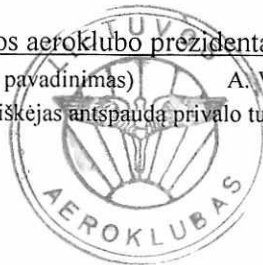 os aeroklubo prezidenta
pavadinimas) A. V
iškėjas antspaudą privalo tu
LIETUVOS
AEROKLUBAS